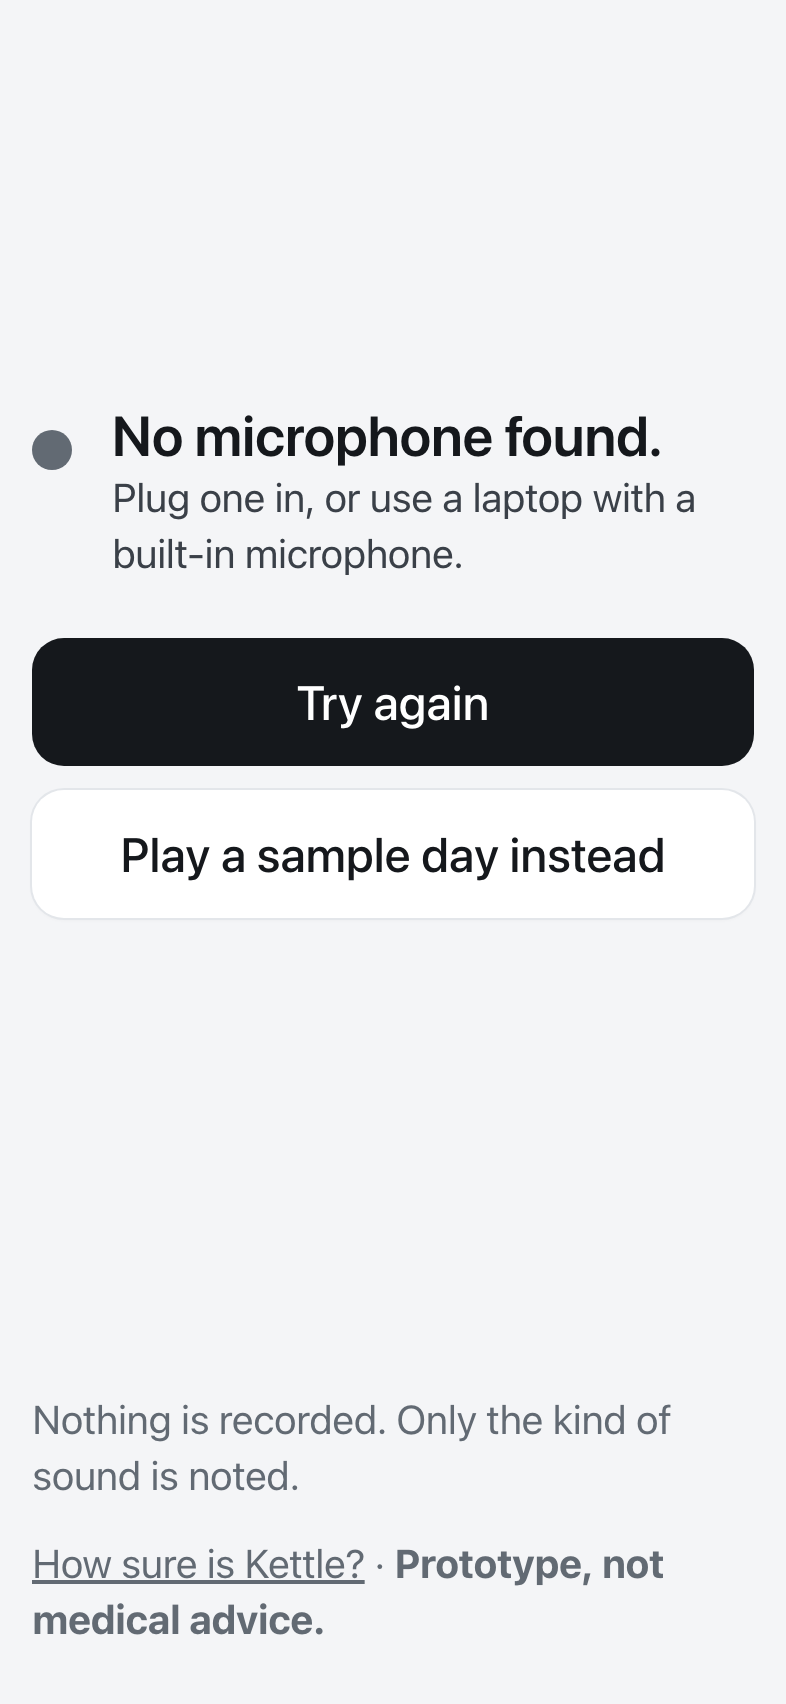 No microphone found.
Plug one in, or use a laptop with a
built-in microphone.
Try again
Play a sample day instead
Nothing is recorded. Only the kind of
sound is noted.
How sure is Kettle? · Prototype, not
medical advice.